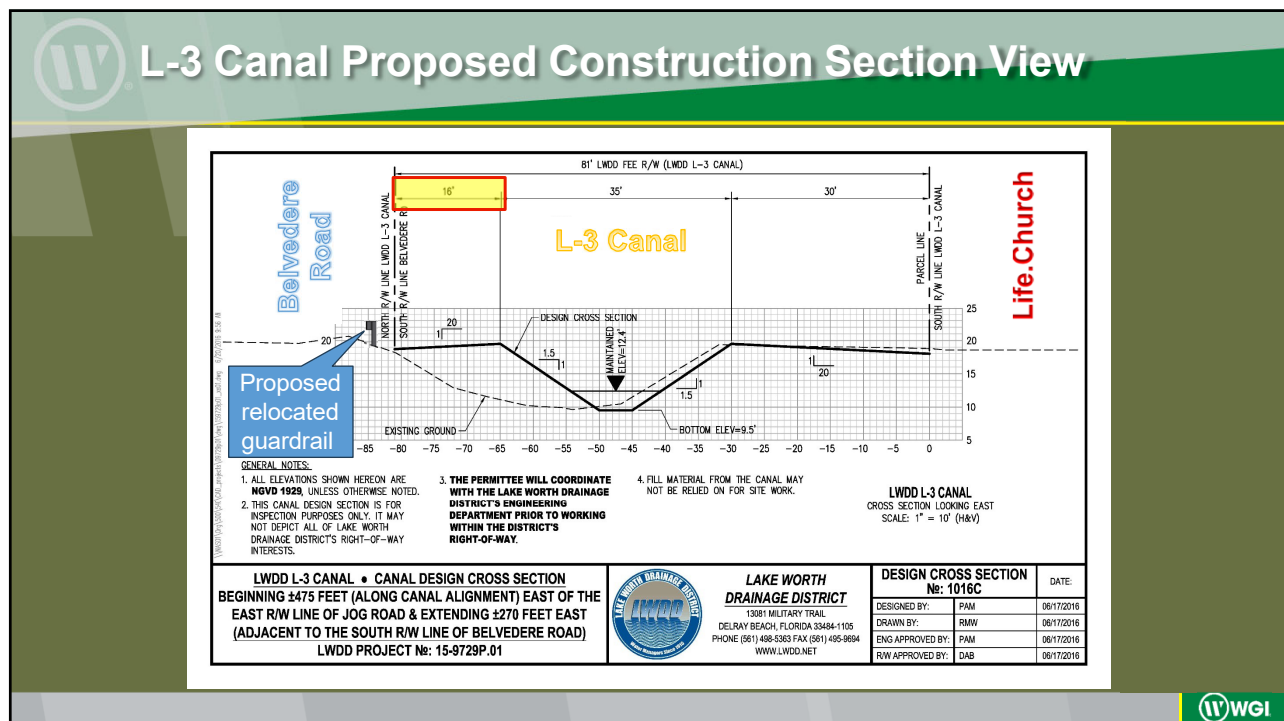 L-3 Canal Proposed Construction Section View
81' LWDD FEE R/W (LWDD L-3 CANAL)
16'
35'
30'
Belvedere
Road
NORTH R/W LINE LWDD L-3 CANAL
SOUTH R/W LINE BELVEDERE RD
L-3 Canal
PARCEL LINE
SOUTH R/W LINE LWDD L-3 CANAL
Life.Church
25
20
15
10
5
20
20
1
DESIGN CROSS SECTION
1.5
1
MAINTAINED
ELEV=12.4'
1
1.5
1
20
Proposed
relocated
guardrail
EXISTING GROUND
BOTTOM ELEV=9.5'
-85 -80 -75 -70 -65 -60 -55 -50 -45 -40 -35 -30 -25 -20 -15 -10 -5 0
GENERAL NOTES:
1. ALL ELEVATIONS SHOWN HEREON ARE
NGVD 1929, UNLESS OTHERWISE NOTED.
2. THIS CANAL DESIGN SECTION IS FOR
INSPECTION PURPOSES ONLY. IT MAY
NOT DEPICT ALL OF LAKE WORTH
DRAINAGE DISTRICT'S RIGHT-OF-WAY
INTERESTS.
3. THE PERMITTEE WILL COORDINATE
WITH THE LAKE WORTH DRAINAGE
DISTRICT'S ENGINEERING
DEPARTMENT PRIOR TO WORKING
WITHIN THE DISTRICT'S
RIGHT-OF-WAY.
4. FILL MATERIAL FROM THE CANAL MAY
NOT BE RELIED ON FOR SITE WORK.
LWDD L-3 CANAL
CROSS SECTION LOOKING EAST
SCALE: 1" = 10' (H&V)
LWDD L-3 CANAL • CANAL DESIGN CROSS SECTION
BEGINNING ±475 FEET (ALONG CANAL ALIGNMENT) EAST OF THE
EAST R/W LINE OF JOG ROAD & EXTENDING ±270 FEET EAST
(ADJACENT TO THE SOUTH R/W LINE OF BELVEDERE ROAD)
LWDD PROJECT №: 15-9729P.01
LAKE WORTH DRAINAGE DISTRICT
LWDD
Water Managers Since 1915
LAKE WORTH
DRAINAGE DISTRICT
13081 MILITARY TRAIL
DELRAY BEACH, FLORIDA 33484-1105
PHONE (561) 498-5363 FAX (561) 495-9694
WWW.LWDD.NET
DESIGN CROSS SECTION
№: 1016C
DATE:
DESIGNED BY: PAM 06/17/2016
DRAWN BY: RMW 06/17/2016
ENG APPROVED BY: PAM 06/17/2016
R/W APPROVED BY: DAB 06/17/2016
WGI